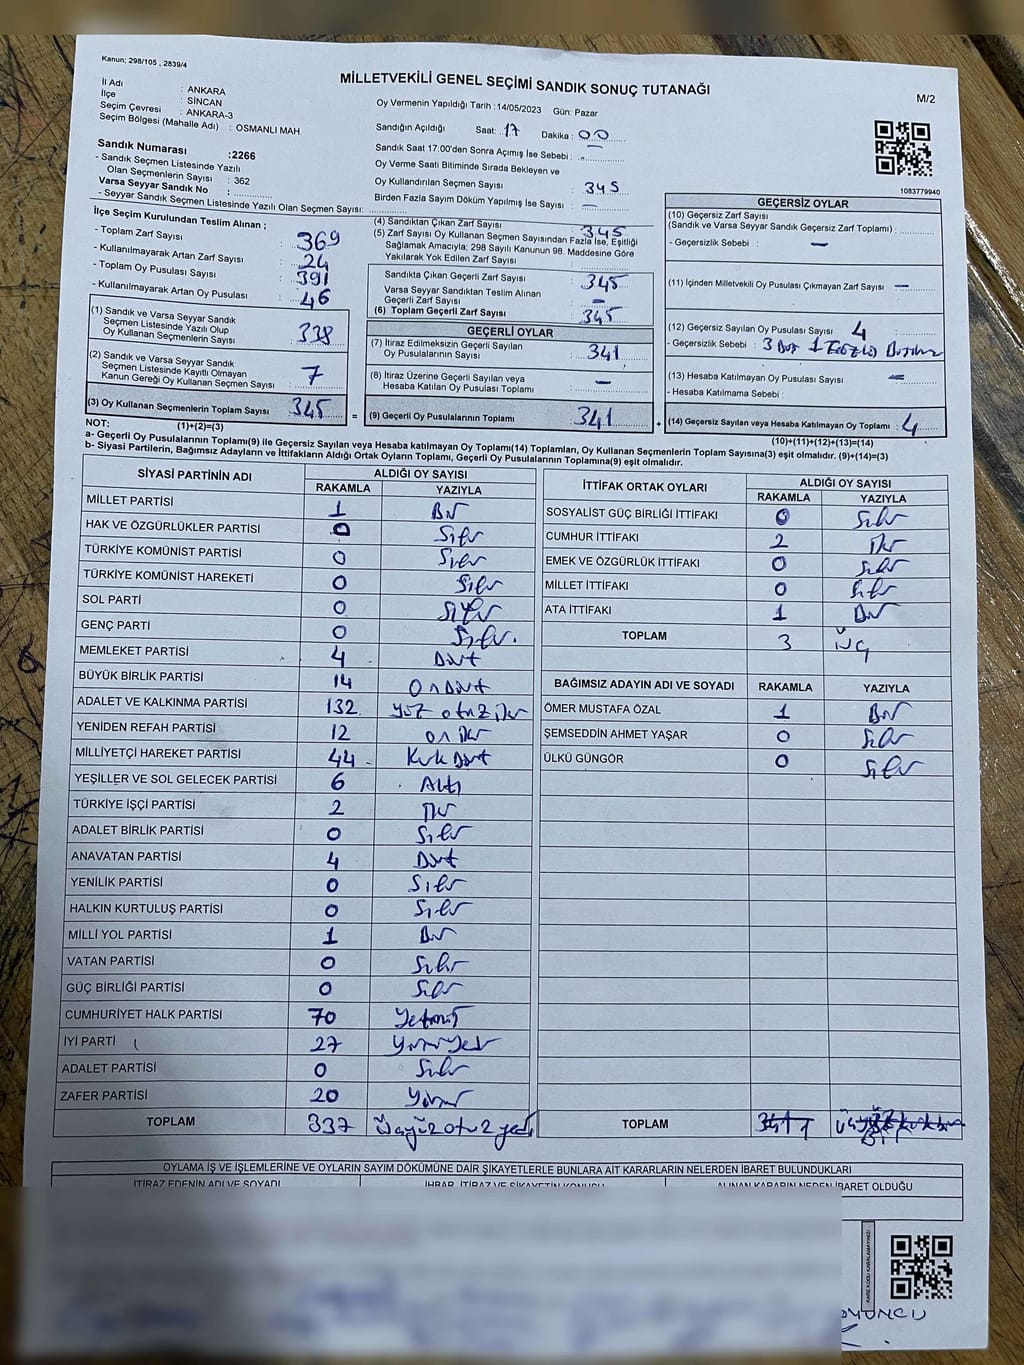 Kanun; 298/105 , 2839/4
MİLLETVEKİLİ GENEL SEÇİMİ SANDIK SONUÇ TUTANAĞI
M/2
İl Adı : ANKARA
İlçe : SİNCAN
Seçim Çevresi : ANKARA-3
Seçim Bölgesi (Mahalle Adı) : OSMANLI MAH.
Sandık Numarası :2266
- Sandık Seçmen Listesinde Yazılı
Olan Seçmenlerin Sayısı : 362
Varsa Seyyar Sandık No :
- Seyyar Sandık Seçmen Listesinde Yazılı Olan Seçmen Sayısı:
İlçe Seçim Kurulundan Teslim Alınan ;
- Toplam Zarf Sayısı : 369
- Kullanılmayarak Artan Zarf Sayısı : 24
- Toplam Oy Pusulası Sayısı : 391
- Kullanılmayarak Artan Oy Pusulası : 46
(1) Sandık ve Varsa Seyyar Sandık
Seçmen Listesinde Yazılı Olup
Oy Kullanan Seçmenlerin Sayısı : 338
(2) Sandık ve Varsa Seyyar Sandık
Seçmen Listesinde Kayıtlı Olmayan
Kanun Gereği Oy Kullanan Seçmen Sayısı : 7
(3) Oy Kullanan Seçmenlerin Toplam Sayısı : 345
(1)+(2)=(3)
Oy Vermenin Yapıldığı Tarih :14/05/2023 Gün: Pazar
Sandığın Açıldığı Saat: 17 Dakika : 00
Sandık Saat 17:00'den Sonra Açımış İse Sebebi : -
Oy Verme Saati Bitiminde Sırada Bekleyen ve
Oy Kullandırılan Seçmen Sayısı : 345
Birden Fazla Sayım Döküm Yapılmış İse Sayısı : -
(4) Sandıktan Çıkan Zarf Sayısı : 345
(5) Zarf Sayısı Oy Kullanan Seçmen Sayısından Fazla İse, Eşitliği
Sağlamak Amacıyla; 298 Sayılı Kanunun 98. Maddesine Göre
Yakılarak Yok Edilen Zarf Sayısı :
Sandıkta Çıkan Geçerli Zarf Sayısı : 345
Varsa Seyyar Sandıktan Teslim Alınan
Geçerli Zarf Sayısı : -
(6) Toplam Geçerli Zarf Sayısı : 345
GEÇERLİ OYLAR
(7) İtiraz Edilmeksizin Geçerli Sayılan
Oy Pusulalarının Sayısı : 341
(8) İtiraz Üzerine Geçerli Sayılan veya
Hesaba Katılan Oy Pusulası Toplamı : -
= (9) Geçerli Oy Pusulalarının Toplamı : 341
1083779940
GEÇERSİZ OYLAR
(10) Geçersiz Zarf Sayısı
(Sandık ve Varsa Seyyar Sandık Geçersiz Zarf Toplamı) :
- Geçersizlik Sebebi : -
(11) İçinden Milletvekili Oy Pusulası Çıkmayan Zarf Sayısı : -
(12) Geçersiz Sayılan Oy Pusulası Sayısı : 4
- Geçersizlik Sebebi : 3 Boş 1
(13) Hesaba Katılmayan Oy Pusulası Sayısı : -
- Hesaba Katılmama Sebebi :
+ (14) Geçersiz Sayılan veya Hesaba Katılmayan Oy Toplamı : 4
(10)+(11)+(12)+(13)=(14)
NOT:
a- Geçerli Oy Pusulalarının Toplamı(9) ile Geçersiz Sayılan veya Hesaba katılmayan Oy Toplamı(14) Toplamları, Oy Kullanan Seçmenlerin Toplam Sayısına(3) eşit olmalıdır. (9)+(14)=(3)
b- Siyasi Partilerin, Bağımsız Adayların ve İttifakların Aldığı Ortak Oyların Toplamı, Geçerli Oy Pusulalarının Toplamına(9) eşit olmalıdır.
SİYASİ PARTİNİN ADI ALDIĞI OY SAYISI
RAKAMLA YAZIYLA
MİLLET PARTİSİ 1 Bir
HAK VE ÖZGÜRLÜKLER PARTİSİ 0 Sıfır
TÜRKİYE KOMÜNİST PARTİSİ 0 Sıfır
TÜRKİYE KOMÜNİST HAREKETİ 0 Sıfır
SOL PARTİ 0 Sıfır
GENÇ PARTİ 0 Sıfır.
MEMLEKET PARTİSİ 4 Dört
BÜYÜK BİRLİK PARTİSİ 14 On Dört
ADALET VE KALKINMA PARTİSİ 132 yüz otuz iki
YENİDEN REFAH PARTİSİ 12 on iki
MİLLİYETÇİ HAREKET PARTİSİ 44 Kırk Dört
YEŞİLLER VE SOL GELECEK PARTİSİ 6 Altı
TÜRKİYE İŞÇİ PARTİSİ 2 İki
ADALET BİRLİK PARTİSİ 0 Sıfır
ANAVATAN PARTİSİ 4 Dört
YENİLİK PARTİSİ 0 Sıfır
HALKIN KURTULUŞ PARTİSİ 0 Sıfır
MİLLİ YOL PARTİSİ 1 Bir
VATAN PARTİSİ 0 Sıfır
GÜÇ BİRLİĞİ PARTİSİ 0 Sıfır
CUMHURİYET HALK PARTİSİ 70 Yetmiş
İYİ PARTİ 27 Yirmi yedi
ADALET PARTİSİ 0 Sıfır
ZAFER PARTİSİ 20 Yirmi
TOPLAM 337 Üçyüz otuz yedi
İTTİFAK ORTAK OYLARI ALDIĞI OY SAYISI
RAKAMLA YAZIYLA
SOSYALİST GÜÇ BİRLİĞİ İTTİFAKI 0 Sıfır
CUMHUR İTTİFAKI 2 İki
EMEK VE ÖZGÜRLÜK İTTİFAKI 0 Sıfır
MİLLET İTTİFAKI 0 Sıfır
ATA İTTİFAKI 1 Bir
TOPLAM 3 Üç
BAĞIMSIZ ADAYIN ADI VE SOYADI RAKAMLA YAZIYLA
ÖMER MUSTAFA ÖZAL 1 Bir
ŞEMSEDDİN AHMET YAŞAR 0 Sıfır
ÜLKÜ GÜNGÖR 0 Sıfır
TOPLAM
OYLAMA İŞ VE İŞLEMLERİNE VE OYLARIN SAYIM DÖKÜMÜNE DAİR ŞİKAYETLERLE BUNLARA AİT KARARLARIN NELERDEN İBARET BULUNDUKLARI
İTİRAZ EDENİN ADI VE SOYADI İHBAR, İTİRAZ VE ŞİKAYETİN KONUSU ALINAN KARARIN NEDEN İBARET OLDUĞU
KARE KODU KARALAMAYINIZ!